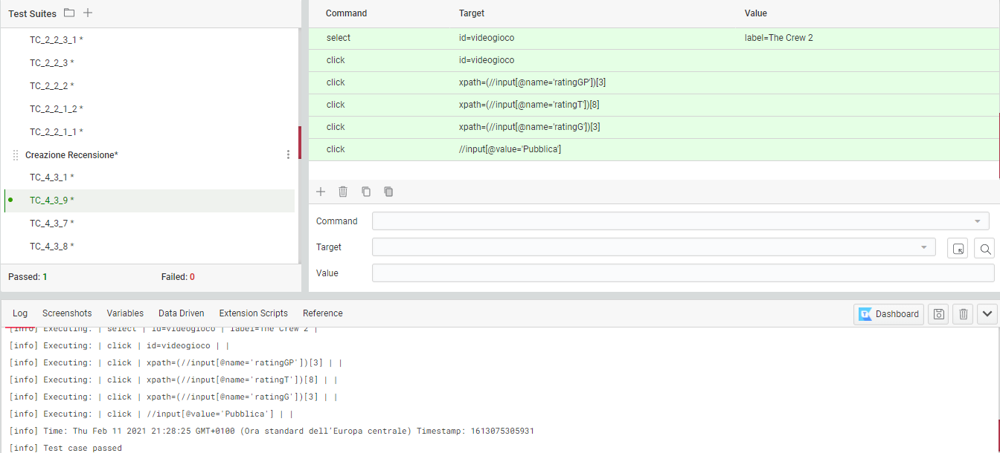 Test Suites
TC_2_2_3_1 *
TC_2_2_3 *
TC_2_2_2 *
TC_2_2_1_2 *
TC_2_2_1_1 *
Creazione Recensione*
TC_4_3_1 *
TC_4_3_9 *
TC_4_3_7 *
TC_4_3_8 *
Passed: 1 Failed: 0
Command Target Value
select id=videogioco label=The Crew 2
click id=videogioco
click xpath=(//input[@name='ratingGP'])[3]
click xpath=(//input[@name='ratingT'])[8]
click xpath=(//input[@name='ratingG'])[3]
click //input[@value='Pubblica']
Command
Target
Value
Log Screenshots Variables Data Driven Extension Scripts Reference Dashboard
[info] Executing: | select | id=videogioco | label=The Crew 2 |
[info] Executing: | click | id=videogioco | |
[info] Executing: | click | xpath=(//input[@name='ratingGP'])[3] | |
[info] Executing: | click | xpath=(//input[@name='ratingT'])[8] | |
[info] Executing: | click | xpath=(//input[@name='ratingG'])[3] | |
[info] Executing: | click | //input[@value='Pubblica'] | |
[info] Time: Thu Feb 11 2021 21:28:25 GMT+0100 (Ora standard dell'Europa centrale) Timestamp: 1613075305931
[info] Test case passed